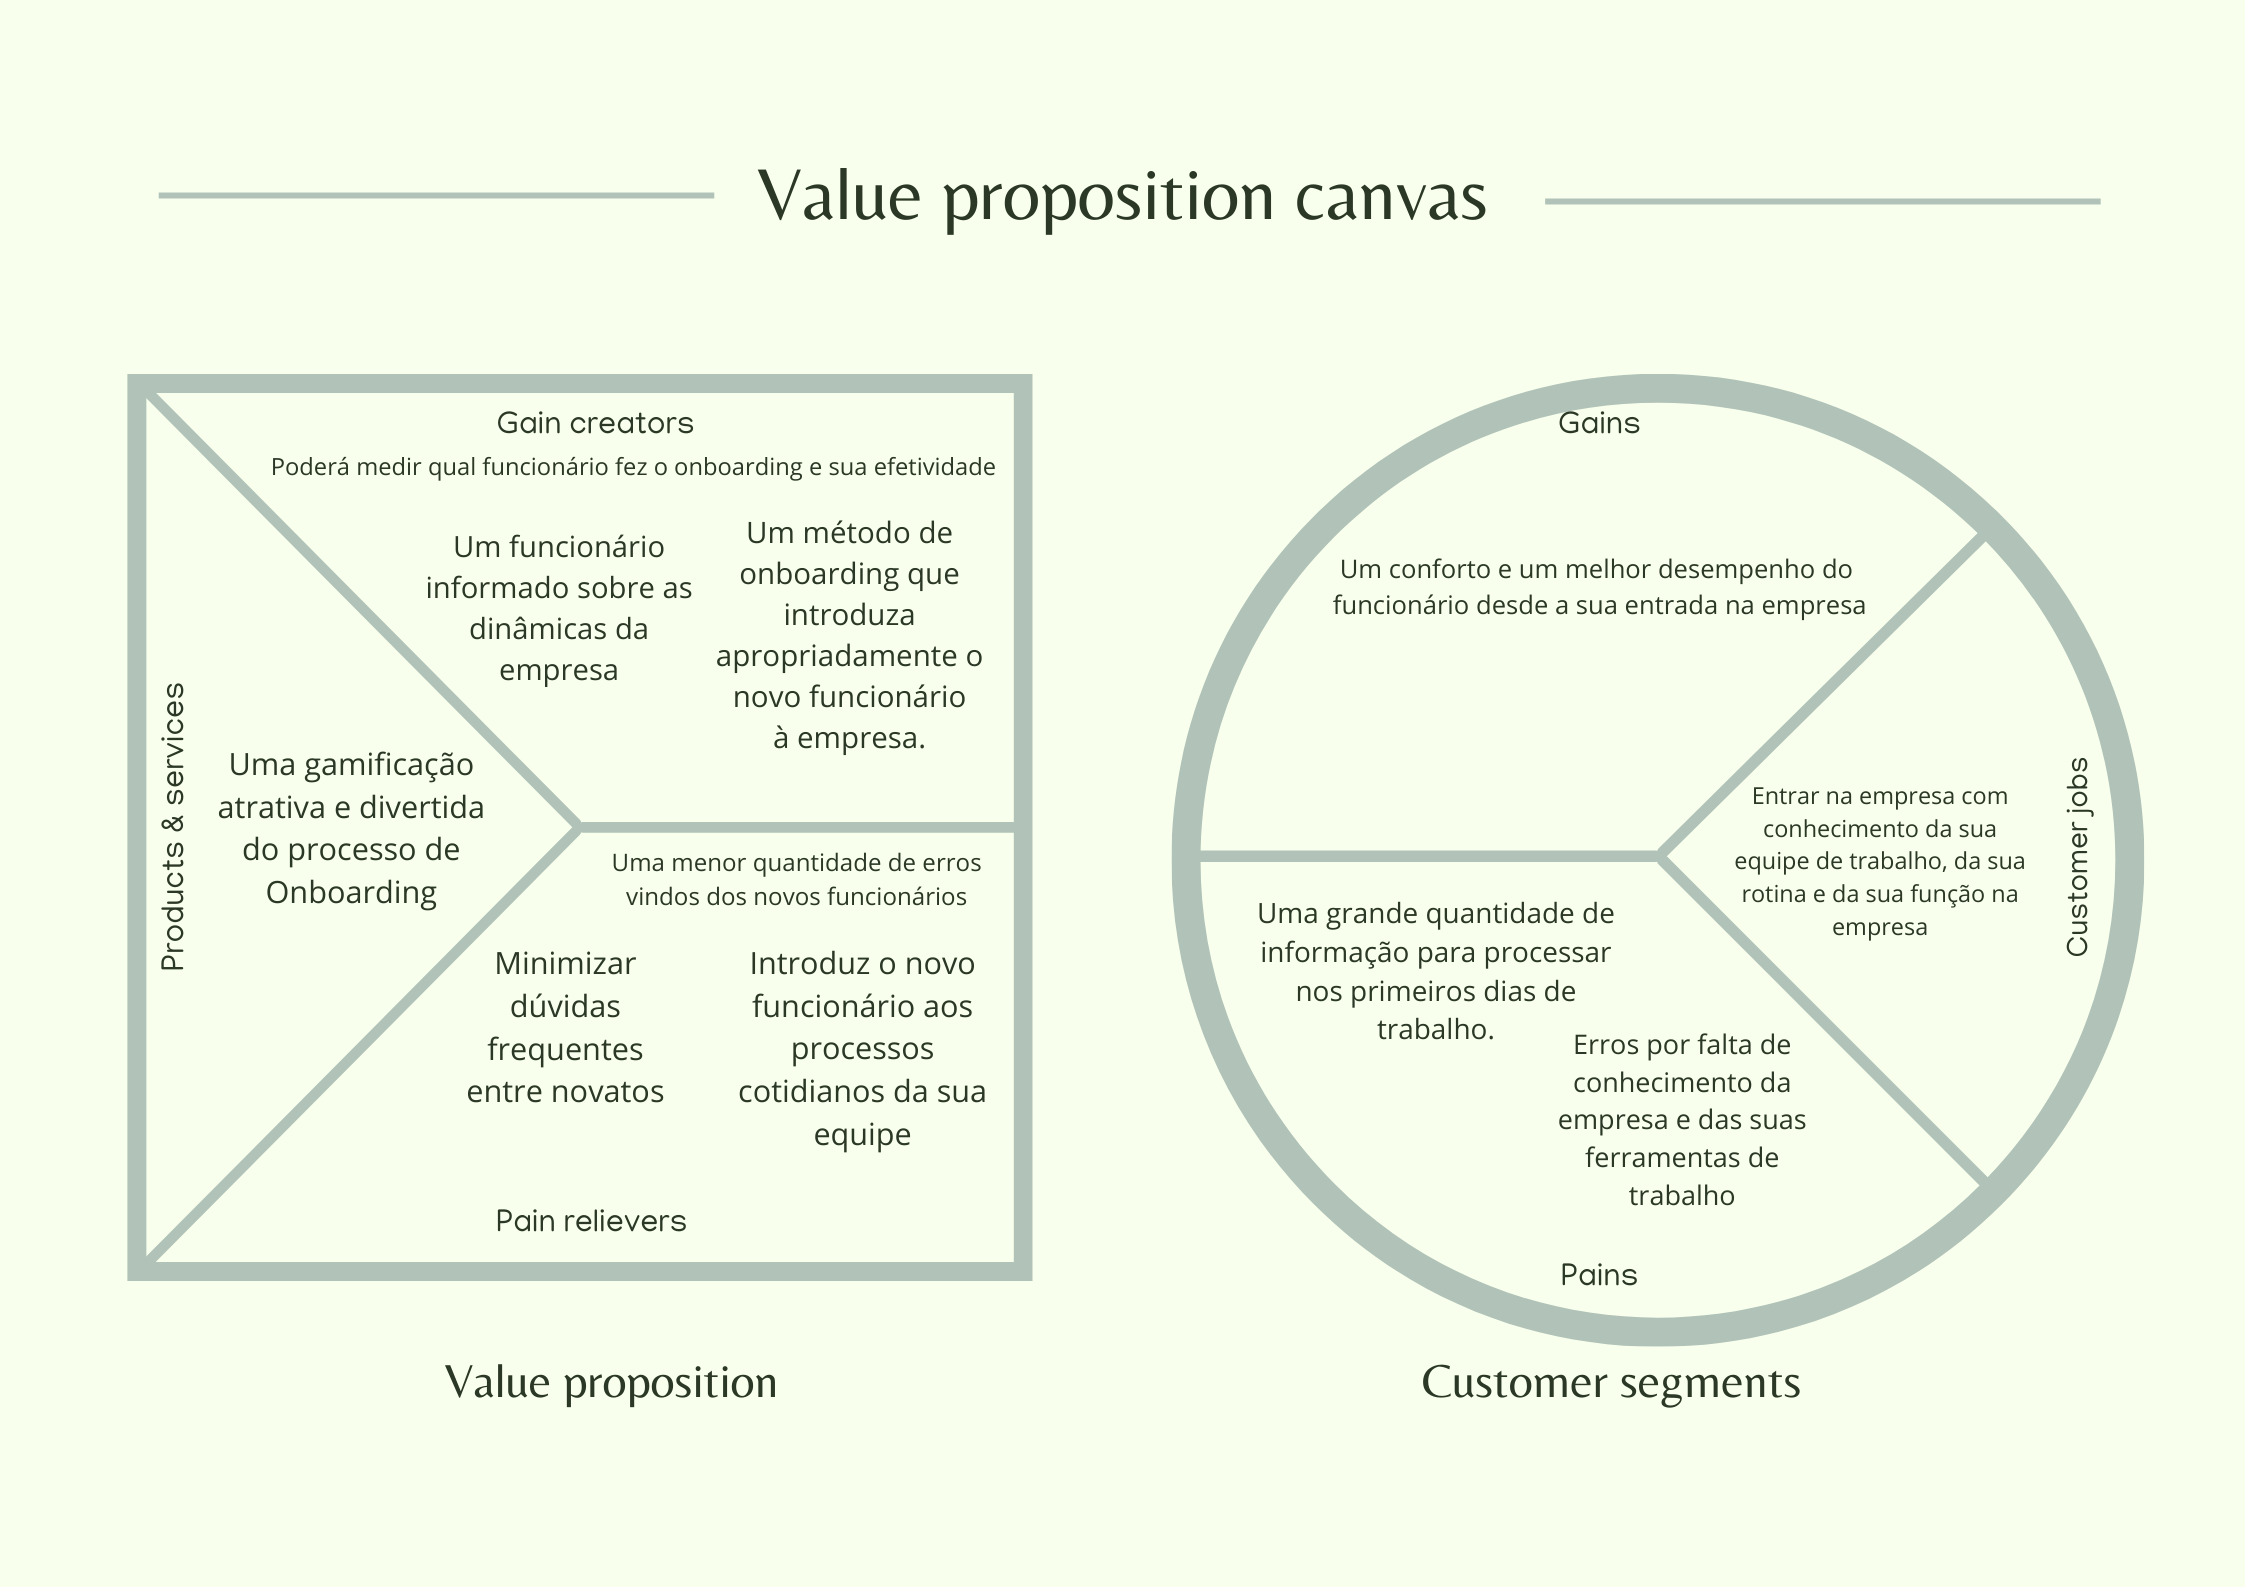 Value proposition canvas
Gain creators
Poderá medir qual funcionário fez o onboarding e sua efetividade
Um funcionário
informado sobre as
dinâmicas da
empresa
Um método de
onboarding que
introduza
apropriadamente o
novo funcionário
à empresa.
Products & services
Uma gamificação
atrativa e divertida
do processo de
Onboarding
Uma menor quantidade de erros
vindos dos novos funcionários
Minimizar
dúvidas
frequentes
entre novatos
Introduz o novo
funcionário aos
processos
cotidianos da sua
equipe
Pain relievers
Value proposition
Gains
Um conforto e um melhor desempenho do
funcionário desde a sua entrada na empresa
Entrar na empresa com
conhecimento da sua
equipe de trabalho, da sua
rotina e da sua função na
empresa
Customer jobs
Uma grande quantidade de
informação para processar
nos primeiros dias de
trabalho.
Erros por falta de
conhecimento da
empresa e das suas
ferramentas de
trabalho
Pains
Customer segments